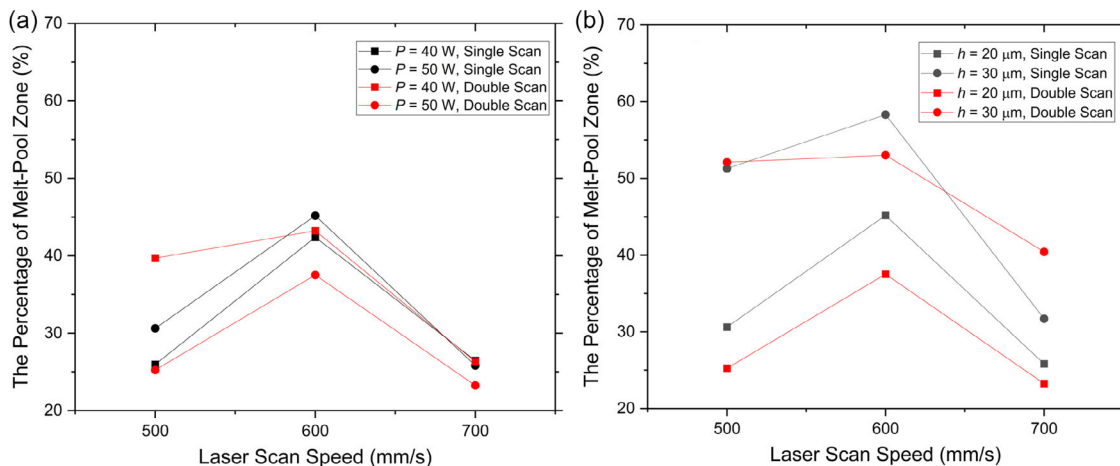 (a)
70
60
50
40
30
20
The Percentage of Melt-Pool Zone (%)
P = 40 W, Single Scan
P = 50 W, Single Scan
P = 40 W, Double Scan
P = 50 W, Double Scan
500
600
700
Laser Scan Speed (mm/s)
(b)
70
60
50
40
30
20
The Percentage of Melt-Pool Zone (%)
h = 20 μm, Single Scan
h = 30 μm, Single Scan
h = 20 μm, Double Scan
h = 30 μm, Double Scan
500
600
700
Laser Scan Speed (mm/s)